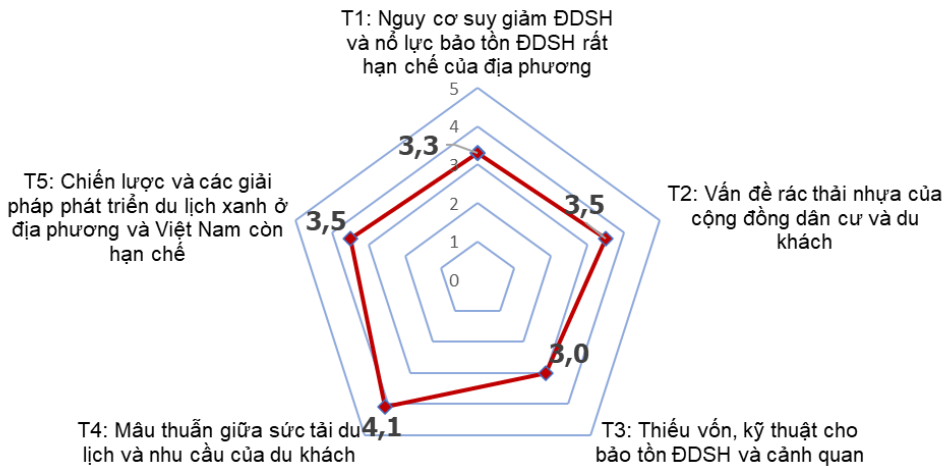 T1: Nguy cơ suy giảm ĐDSH
và nổ lực bảo tồn ĐDSH rất
hạn chế của địa phương
5
4
3,3
3
T5: Chiến lược và các giải
pháp phát triển du lịch xanh ở
địa phương và Việt Nam còn
hạn chế
3,5
2
3,5
T2: Vấn đề rác thải nhựa của
cộng đồng dân cư và du
khách
1
0
3,0
T4: Mâu thuẫn giữa sức tải du
lịch và nhu cầu của du khách
4,1
T3: Thiếu vốn, kỹ thuật cho
bảo tồn ĐDSH và cảnh quan